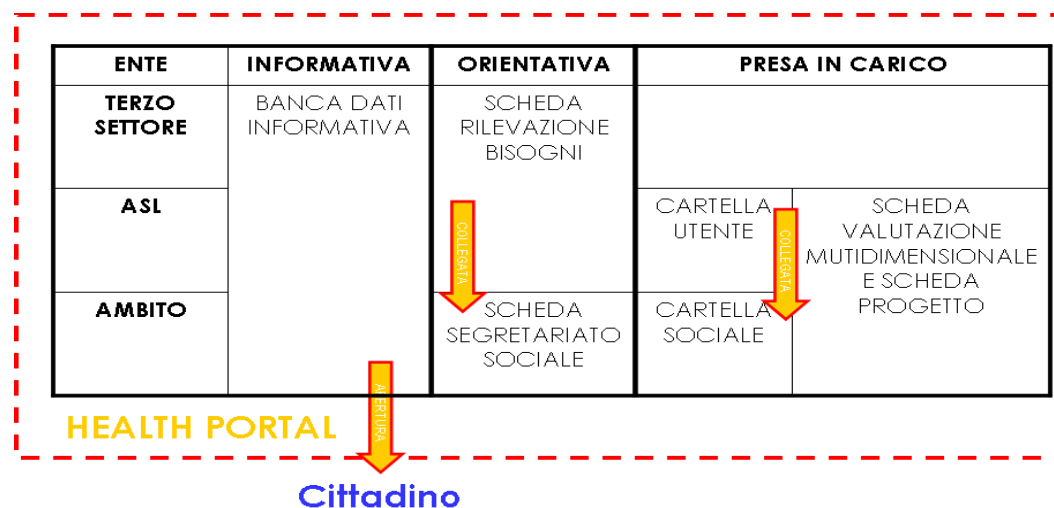 ENTE
INFORMATIVA
ORIENTATIVA
PRESA IN CARICO
TERZO
SETTORE
BANCA DATI
INFORMATIVA
SCHEDA
RILEVAZIONE
BISOGNI
ASL
COLLEGATA
CARTELLA
UTENTE
COLLEGATA
SCHEDA
VALUTAZIONE
MUTIDIMENSIONALE
E SCHEDA
PROGETTO
AMBITO
SCHEDA
SEGRETARIATO
SOCIALE
CARTELLA
SOCIALE
APERTURA
HEALTH PORTAL
Cittadino